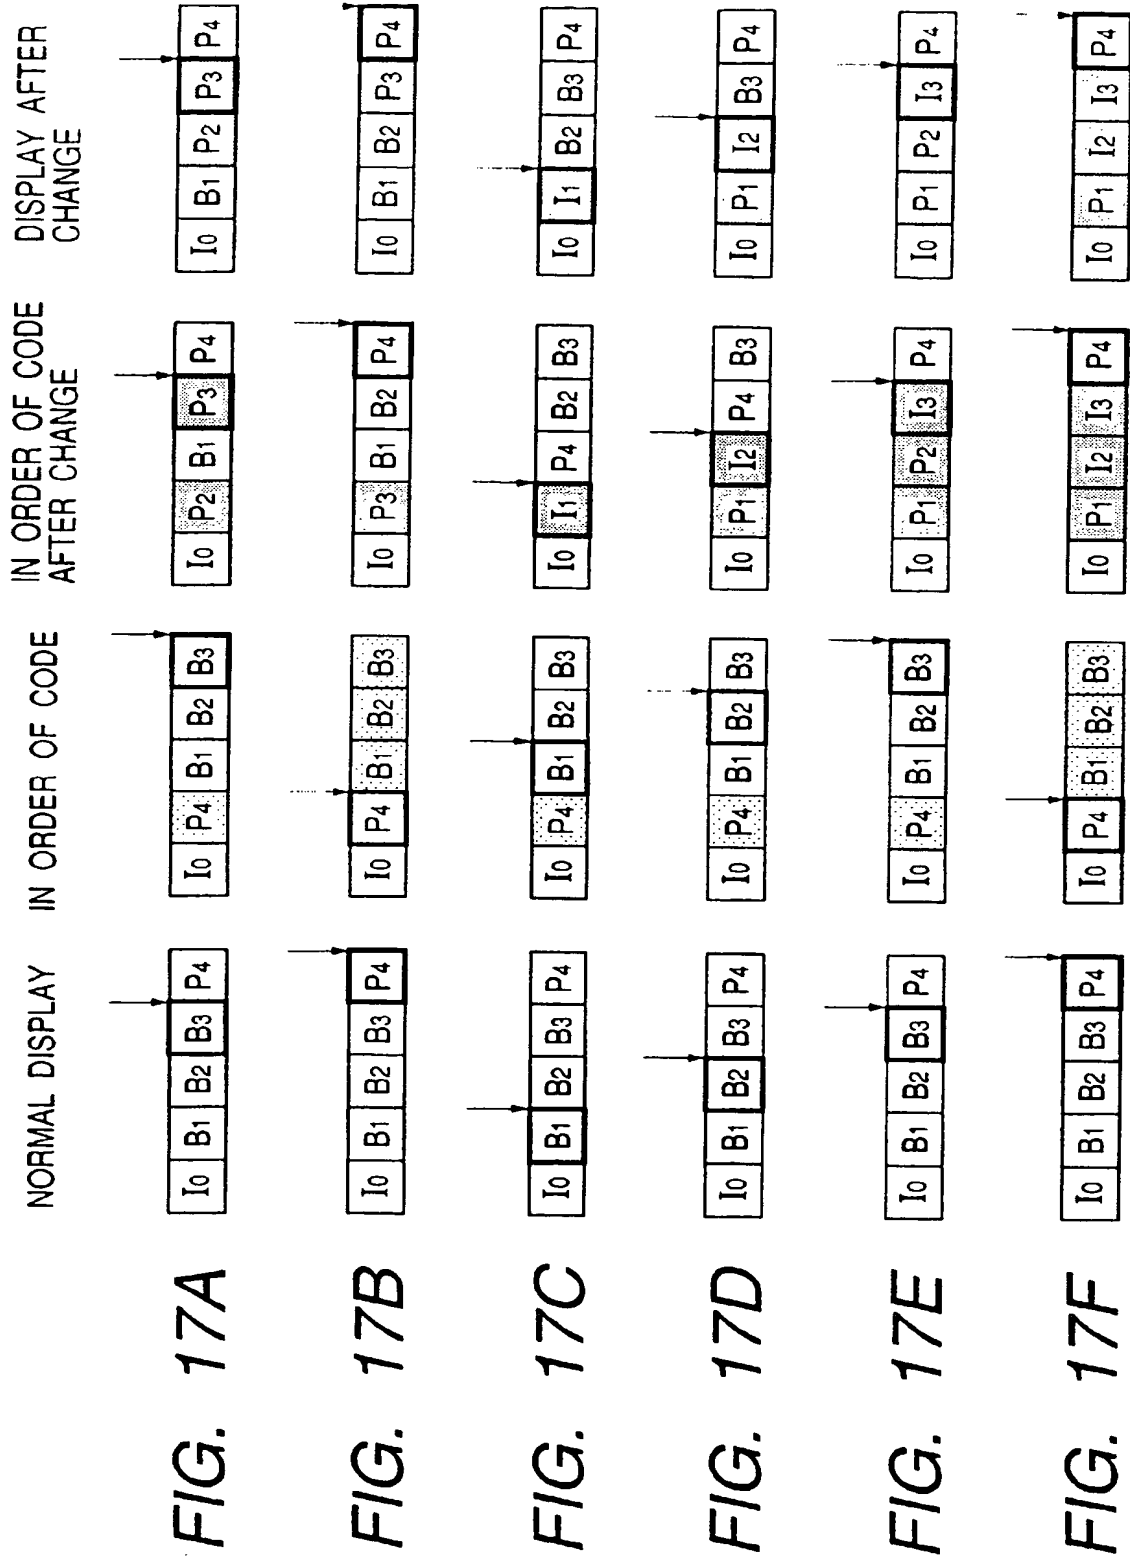 NORMAL DISPLAY
IN ORDER OF CODE
IN ORDER OF CODE
AFTER CHANGE
DISPLAY AFTER
CHANGE
FIG. 17A
I0 B1 B2 B3 P4
I0 P4 B1 B2 B3
I0 P2 B1 P3 P4
I0 B1 P2 P3 P4
FIG. 17B
I0 B1 B2 B3 P4
I0 P4 B1 B2 B3
I0 P3 B1 B2 P4
I0 B1 B2 P3 P4
FIG. 17C
I0 B1 B2 B3 P4
I0 P4 B1 B2 B3
I0 I1 P4 B2 B3
I0 I1 B2 B3 P4
FIG. 17D
I0 B1 B2 B3 P4
I0 P4 B1 B2 B3
I0 P1 I2 P4 B3
I0 P1 I2 B3 P4
FIG. 17E
I0 B1 B2 B3 P4
I0 P4 B1 B2 B3
I0 P1 P2 I3 P4
I0 P1 P2 I3 P4
FIG. 17F
I0 B1 B2 B3 P4
I0 P4 B1 B2 B3
I0 P1 I2 I3 P4
I0 P1 I2 I3 P4